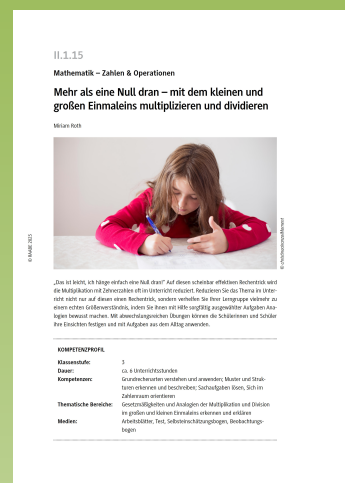 II.1.15
Mathematik – Zahlen & Operationen
Mehr als eine Null dran – mit dem kleinen und
großen Einmaleins multiplizieren und dividieren
Miriam Roth
© RAABE 2023
„Das ist leicht, ich hänge einfach eine Null dran!“ Auf diesen scheinbar effektiven Rechentrick wird
die Multiplikation mit Zehnerzahlen oft im Unterricht reduziert. Reduzieren Sie das Thema im Unter-
richt nicht nur auf diesen einen Rechentrick, sondern verhelfen Sie Ihrer Lerngruppe vielmehr zu
einem echten Größenverständnis, indem Sie ihnen mit Hilfe sorgfältig ausgewählter Aufgaben Ana-
logien bewusst machen. Mit abwechslungsreichen Übungen können die Schülerinnen und Schüler
ihre Einsichten festigen und mit Aufgaben aus dem Alltag anwenden.
KOMPETENZPROFIL
Klassenstufe: 3
Dauer: ca. 6 Unterrichtsstunden
Kompetenzen: Grundrechenarten verstehen und anwenden; Muster und Struk-
turen erkennen und beschreiben; Sachaufgaben lösen, Sich im
Zahlenraum orientieren
Thematische Bereiche: Gesetzmäßigkeiten und Analogien der Multiplikation und Division
im großen und kleinen Einmaleins erkennen und erklären
Medien: Arbeitsblätter, Test, Selbsteinschätzungsbogen, Beobachtungs-
bogen